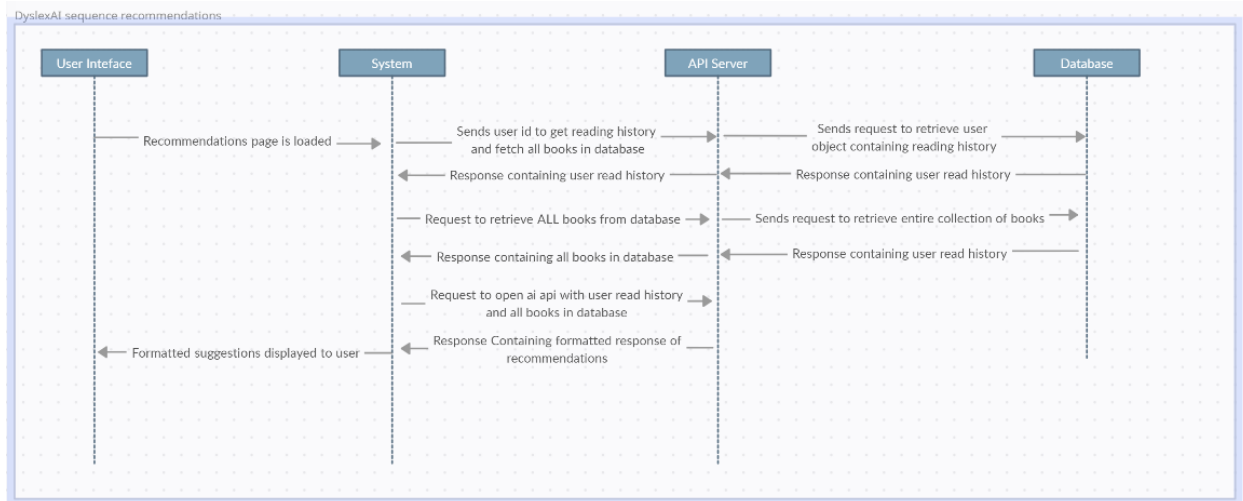 DyslexAI sequence recommendations
User Inteface
System
API Server
Database
Recommendations page is loaded
Sends user id to get reading history
and fetch all books in database
Sends request to retrieve user
object containing reading history
Response containing user read history
Response containing user read history
Request to retrieve ALL books from database
Sends request to retrieve entire collection of books
Response containing all books in database
Response containing user read history
Request to open ai api with user read history
and all books in database
Formatted suggestions displayed to user
Response Containing formatted response of
recommendations